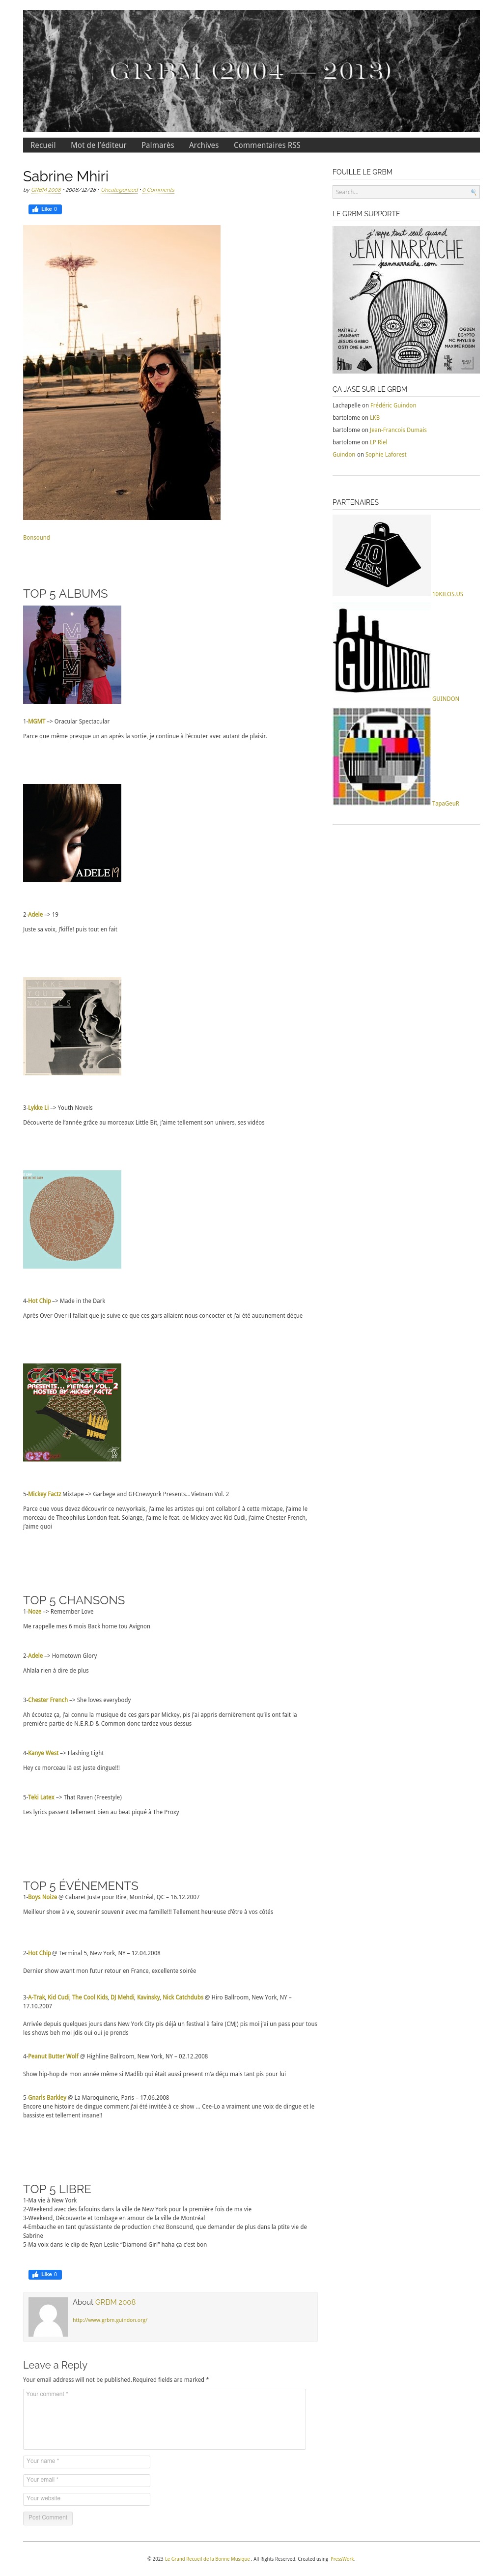 GRBM (2004 — 2013)
Recueil Mot de l'éditeur Palmarès Archives Commentaires RSS
Sabrine Mhiri
by GRBM 2008 • 2008/12/28 • Uncategorized • 0 Comments
Like 0
Bonsound
TOP 5 ALBUMS
MGMT
1-MGMT –> Oracular Spectacular
Parce que même presque un an après la sortie, je continue à l'écouter avec autant de plaisir.
ADELE 19
2-Adele –> 19
Juste sa voix, J'kiffe! puis tout en fait
3-Lykke Li –> Youth Novels
Découverte de l'année grâce au morceaux Little Bit, j'aime tellement son univers, ses vidéos
4-Hot Chip –> Made in the Dark
Après Over Over il fallait que je suive ce que ces gars allaient nous concocter et j'ai été aucunement déçue
GARBEGE
PRESENTS... VIETNAM VOL. 2
HOSTED BY MICKEY FACTZ
GFC
5-Mickey Factz Mixtape –> Garbege and GFCnewyork Presents…Vietnam Vol. 2
Parce que vous devez découvrir ce newyorkais, j'aime les artistes qui ont collaboré à cette mixtape, j'aime le
morceau de Theophilus London feat. Solange, j'aime le feat. de Mickey avec Kid Cudi, j'aime Chester French,
j'aime quoi
TOP 5 CHANSONS
1-Noze –> Remember Love
Me rappelle mes 6 mois Back home tou Avignon
2-Adele –> Hometown Glory
Ahlala rien à dire de plus
3-Chester French –> She loves everybody
Ah écoutez ça, j'ai connu la musique de ces gars par Mickey, pis j'ai appris dernièrement qu'ils ont fait la
première partie de N.E.R.D & Common donc tardez vous dessus
4-Kanye West –> Flashing Light
Hey ce morceau là est juste dingue!!!
5-Teki Latex –> That Raven (Freestyle)
Les lyrics passent tellement bien au beat piqué à The Proxy
TOP 5 ÉVÉNEMENTS
1-Boys Noize @ Cabaret Juste pour Rire, Montréal, QC – 16.12.2007
Meilleur show à vie, souvenir souvenir avec ma famille!!! Tellement heureuse d'être à vos côtés
2-Hot Chip @ Terminal 5, New York, NY – 12.04.2008
Dernier show avant mon futur retour en France, excellente soirée
3-A-Trak, Kid Cudi, The Cool Kids, DJ Mehdi, Kavinsky, Nick Catchdubs @ Hiro Ballroom, New York, NY –
17.10.2007
Arrivée depuis quelques jours dans New York City pis déjà un festival à faire (CMJ) pis moi j'ai un pass pour tous
les shows beh moi jdis oui oui je prends
4-Peanut Butter Wolf @ Highline Ballroom, New York, NY – 02.12.2008
Show hip-hop de mon année même si Madlib qui était aussi present m'a déçu mais tant pis pour lui
5-Gnarls Barkley @ La Maroquinerie, Paris – 17.06.2008
Encore une histoire de dingue comment j'ai été invitée à ce show … Cee-Lo a vraiment une voix de dingue et le
bassiste est tellement insane!!
TOP 5 LIBRE
1-Ma vie à New York
2-Weekend avec des fafouins dans la ville de New York pour la première fois de ma vie
3-Weekend, Découverte et tombage en amour de la ville de Montréal
4-Embauche en tant qu'assistante de production chez Bonsound, que demander de plus dans la ptite vie de
Sabrine
5-Ma voix dans le clip de Ryan Leslie "Diamond Girl" haha ça c'est bon
Like 0
About GRBM 2008
http://www.grbm.guindon.org/
Leave a Reply
Your email address will not be published.Required fields are marked *
Your comment *
Your name *
Your email *
Your website
Post Comment
FOUILLE LE GRBM
Search...
LE GRBM SUPPORTE
j'rappe tout seul quand
JEAN NARRACHE
jeannarrache.com
MAÎTRE J
JEANBART
JESUIS GABBO
OSTI ONE & JAM
OGDEN
EGYPTO
MC PHYLIS &
MAXIME ROBIN
ÇA JASE SUR LE GRBM
Lachapelle on Frédéric Guindon
bartolome on LKB
bartolome on Jean-Francois Dumais
bartolome on LP Riel
Guindon on Sophie Laforest
PARTENAIRES
10
KILOS.US
10KILOS.US
GUINDON
GUINDON
TapaGeuR
© 2023 Le Grand Recueil de la Bonne Musique . All Rights Reserved. Created using PressWork.